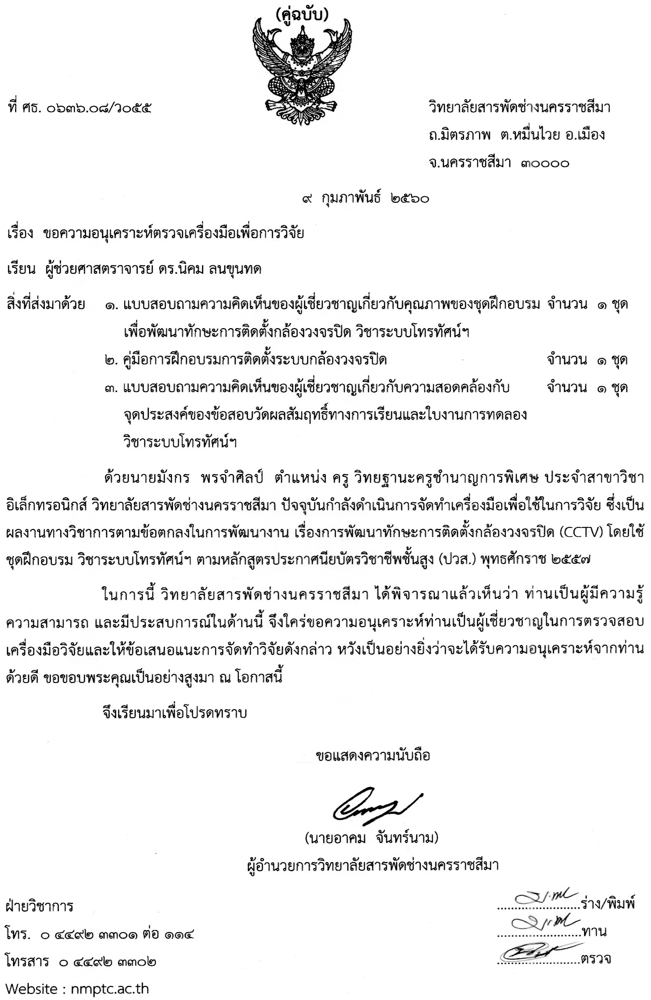 (คู่ฉบับ)
ที่ ศธ. ๐๖๓๖.๐๘/ว๐๕๕
วิทยาลัยสารพัดช่างนครราชสีมา
ถ.มิตรภาพ ต.หมื่นไวย อ.เมือง
จ.นครราชสีมา ๓๐๐๐๐
๙ กุมภาพันธ์ ๒๕๖๐
เรื่อง ขอความอนุเคราะห์ตรวจเครื่องมือเพื่อการวิจัย
เรียน ผู้ช่วยศาสตราจารย์ ดร.นิคม ลนขุนทด
สิ่งที่ส่งมาด้วย ๑. แบบสอบถามความคิดเห็นของผู้เชี่ยวชาญเกี่ยวกับคุณภาพของชุดฝึกอบรม จำนวน ๑ ชุด
เพื่อพัฒนาทักษะการติดตั้งกล้องวงจรปิด วิชาระบบโทรทัศน์ฯ
๒. คู่มือการฝึกอบรมการติดตั้งระบบกล้องวงจรปิด จำนวน ๑ ชุด
๓. แบบสอบถามความคิดเห็นของผู้เชี่ยวชาญเกี่ยวกับความสอดคล้องกับ จำนวน ๑ ชุด
จุดประสงค์ของข้อสอบวัดผลสัมฤทธิ์ทางการเรียนและใบงานการทดลอง
วิชาระบบโทรทัศน์ฯ
ด้วยนายมังกร พรจำศิลป์ ตำแหน่ง ครู วิทยฐานะครูชำนาญการพิเศษ ประจำสาขาวิชา
อิเล็กทรอนิกส์ วิทยาลัยสารพัดช่างนครราชสีมา ปัจจุบันกำลังดำเนินการจัดทำเครื่องมือเพื่อใช้ในการวิจัย ซึ่งเป็น
ผลงานทางวิชาการตามข้อตกลงในการพัฒนางาน เรื่องการพัฒนาทักษะการติดตั้งกล้องวงจรปิด (CCTV) โดยใช้
ชุดฝึกอบรม วิชาระบบโทรทัศน์ฯ ตามหลักสูตรประกาศนียบัตรวิชาชีพชั้นสูง (ปวส.) พุทธศักราช ๒๕๕๗
ในการนี้ วิทยาลัยสารพัดช่างนครราชสีมา ได้พิจารณาแล้วเห็นว่า ท่านเป็นผู้มีความรู้
ความสามารถ และมีประสบการณ์ในด้านนี้ จึงใคร่ขอความอนุเคราะห์ท่านเป็นผู้เชี่ยวชาญในการตรวจสอบ
เครื่องมือวิจัยและให้ข้อเสนอแนะการจัดทำวิจัยดังกล่าว หวังเป็นอย่างยิ่งว่าจะได้รับความอนุเคราะห์จากท่าน
ด้วยดี ขอขอบพระคุณเป็นอย่างสูงมา ณ โอกาสนี้
จึงเรียนมาเพื่อโปรดทราบ
ขอแสดงความนับถือ
(นายอาคม จันทร์นาม)
ผู้อำนวยการวิทยาลัยสารพัดช่างนครราชสีมา
ฝ่ายวิชาการ
โทร. ๐ ๔๔๙๒ ๓๓๐๑ ต่อ ๑๑๔
โทรสาร ๐ ๔๔๙๒ ๓๓๐๒
Website : nmptc.ac.th
........................ร่าง/พิมพ์
........................ทาน
........................ตรวจ